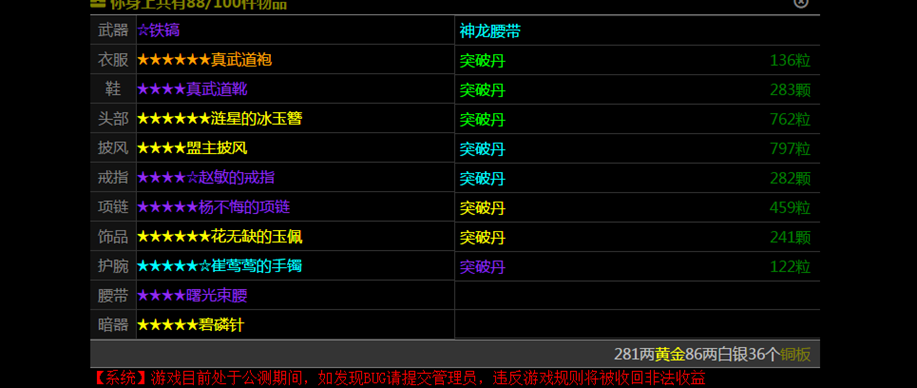 你身上共有88/100件物品
武器 ☆铁镐 神龙腰带
衣服 ★★★★★★真武道袍 突破丹 136粒
鞋 ★★★★真武道靴 突破丹 283颗
头部 ★★★★★★涟星的冰玉簪 突破丹 762粒
披风 ★★★★盟主披风 突破丹 797粒
戒指 ★★★★☆赵敏的戒指 突破丹 282颗
项链 ★★★★★杨不悔的项链 突破丹 459粒
饰品 ★★★★★★花无缺的玉佩 突破丹 241颗
护腕 ★★★★★☆崔莺莺的手镯 突破丹 122粒
腰带 ★★★★曙光束腰
暗器 ★★★★★碧磷针
281两黄金86两白银36个铜板
【系统】游戏目前处于公测期间，如发现BUG请提交管理员，违反游戏规则将被收回非法收益